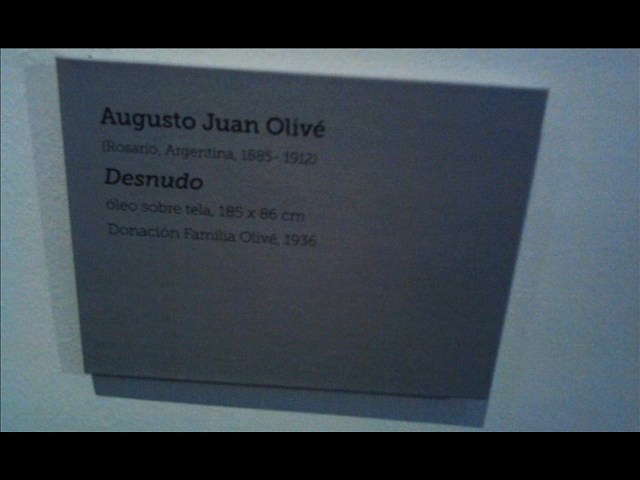 Augusto Juan Olivé
(Rosario, Argentina, 1885- 1912)
Desnudo
óleo sobre tela, 185 x 86 cm
Donación Familia Olivé, 1936